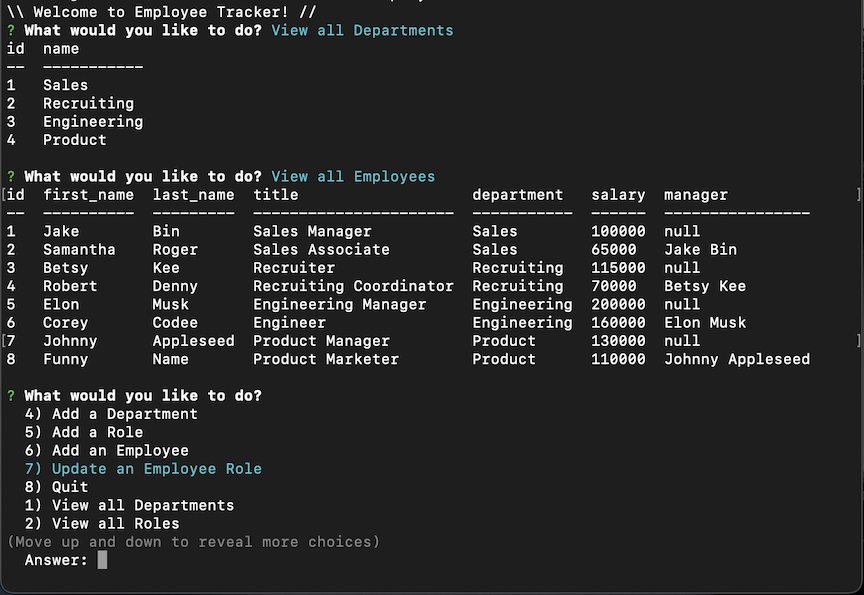 \\ Welcome to Employee Tracker! //
? What would you like to do? View all Departments
id  name
--  -----------
1   Sales
2   Recruiting
3   Engineering
4   Product
? What would you like to do? View all Employees
id  first_name  last_name  title                   department   salary  manager
--  ----------  ---------  ----------------------  -----------  ------  ----------------
1   Jake        Bin        Sales Manager           Sales        100000  null
2   Samantha    Roger      Sales Associate         Sales        65000   Jake Bin
3   Betsy       Kee        Recruiter               Recruiting   115000  null
4   Robert      Denny      Recruiting Coordinator  Recruiting   70000   Betsy Kee
5   Elon        Musk       Engineering Manager     Engineering  200000  null
6   Corey       Codee      Engineer                Engineering  160000  Elon Musk
7   Johnny      Appleseed  Product Manager         Product      130000  null
8   Funny       Name       Product Marketer        Product      110000  Johnny Appleseed
? What would you like to do?
4) Add a Department
5) Add a Role
6) Add an Employee
7) Update an Employee Role
8) Quit
1) View all Departments
2) View all Roles
(Move up and down to reveal more choices)
Answer: